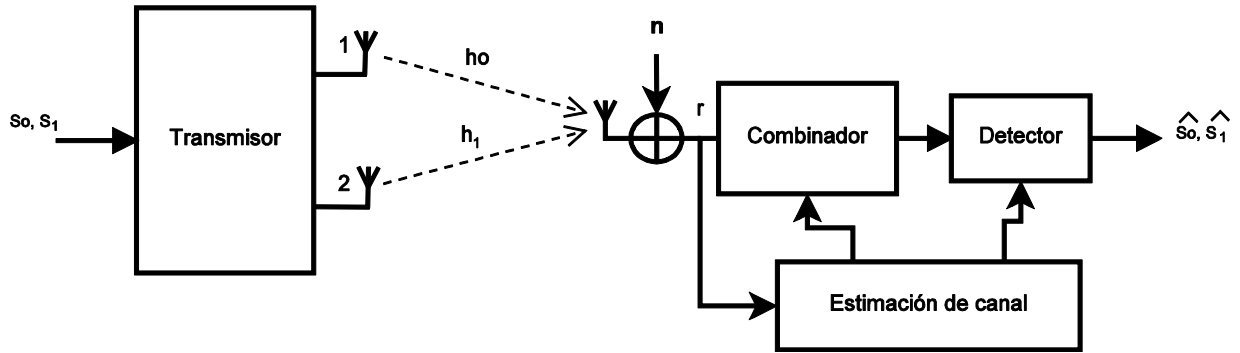 So, S1
Transmisor
1
2
ho
h1
n
r
Combinador
Detector
Ŝo, Ŝ1
Estimación de canal